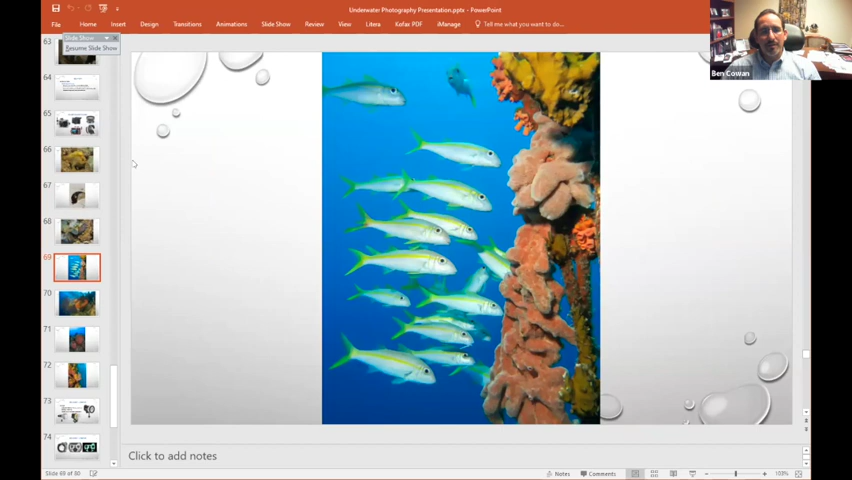 Underwater Photography Presentation.pptx - PowerPoint
File Home Insert Design Transitions Animations Slide Show Review View Litera Kofax PDF iManage Tell me what you want to do...
Slide Show
Resume Slide Show
Ben Cowan
63
64
65
66
67
68
69
70
71
72
73
74
Click to add notes
Slide 69 of 80
Notes Comments
103%